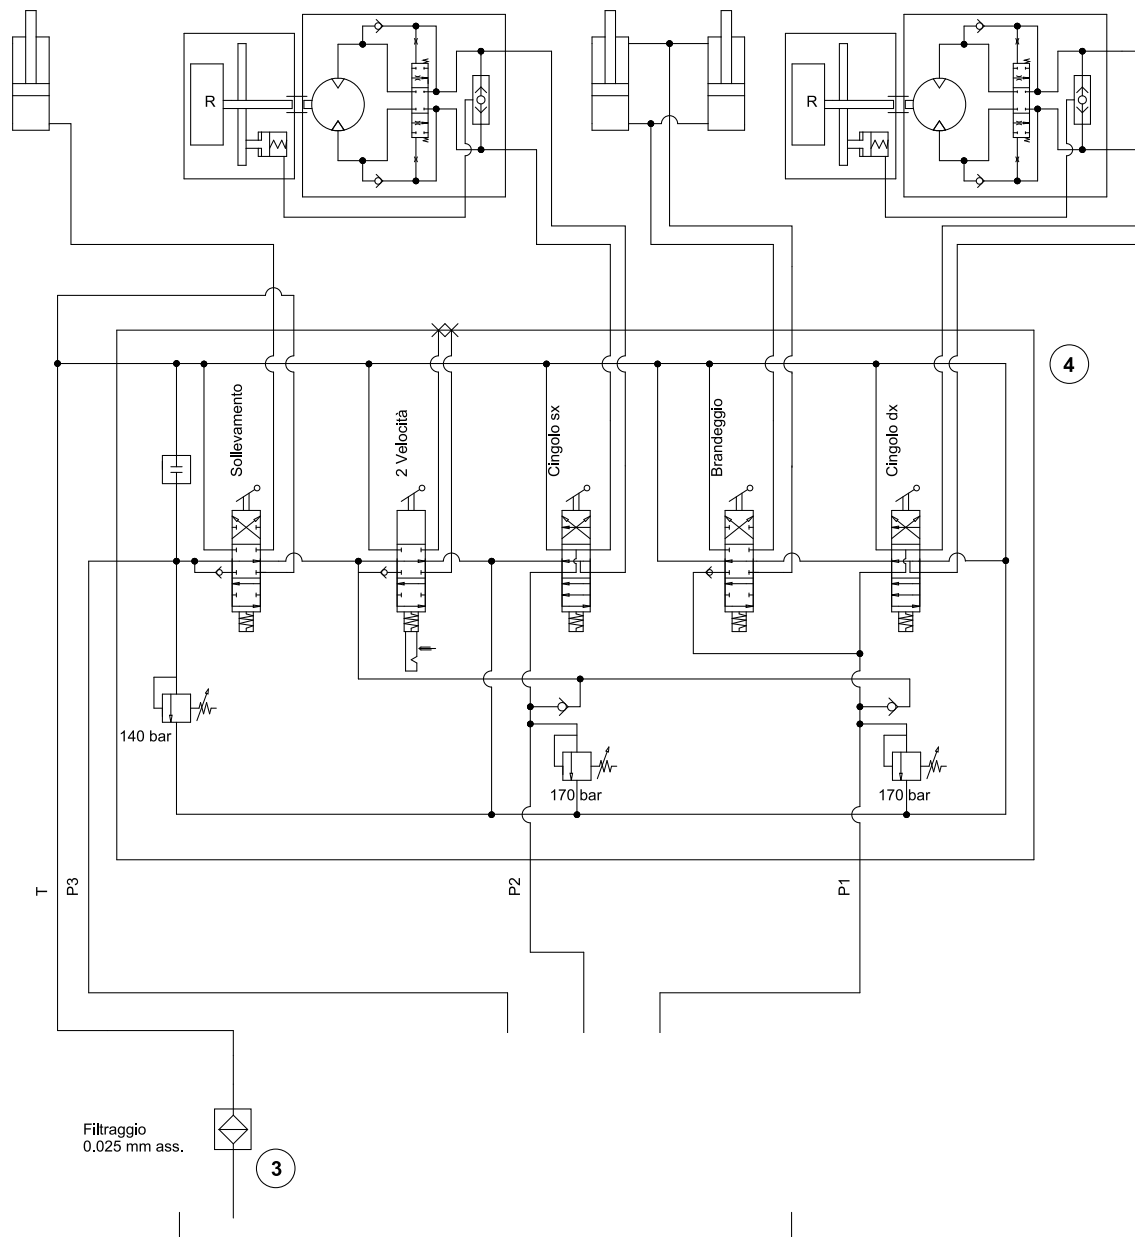 R
R
4
Sollevamento
2 Velocità
Cingolo sx
Brandeggio
Cingolo dx
140 bar
170 bar
170 bar
T
P3
P2
P1
Filtraggio
0.025 mm ass.
3